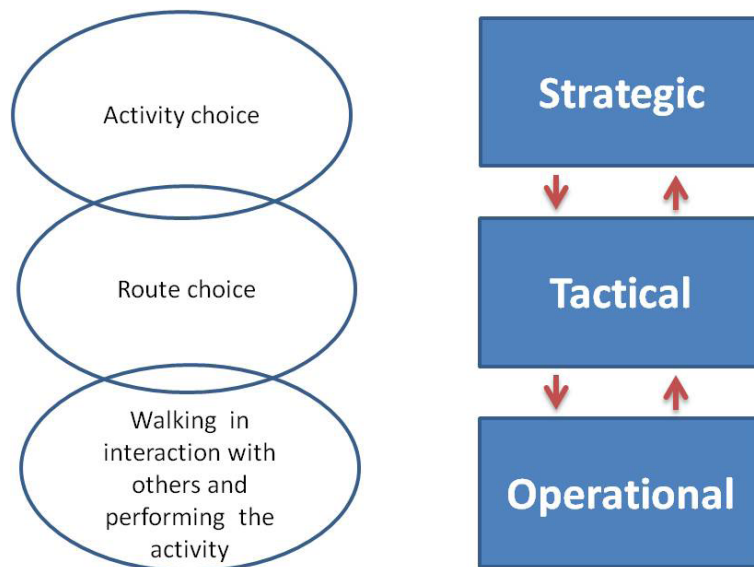 Activity choice
Strategic
Route choice
Tactical
Walking in
interaction with
others and
performing the
activity
Operational